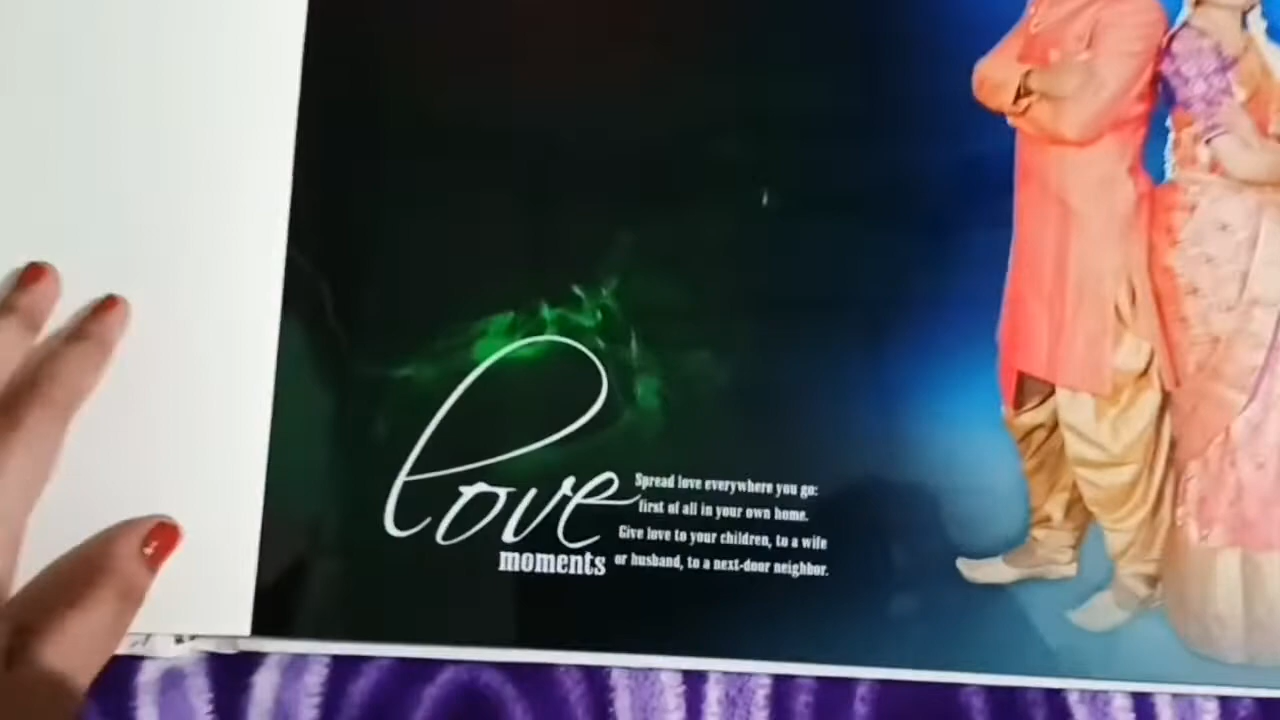 love
moments
Spread love everywhere you go:
first of all in your own home.
Give love to your children, to a wife
or husband, to a next-door neighbor.